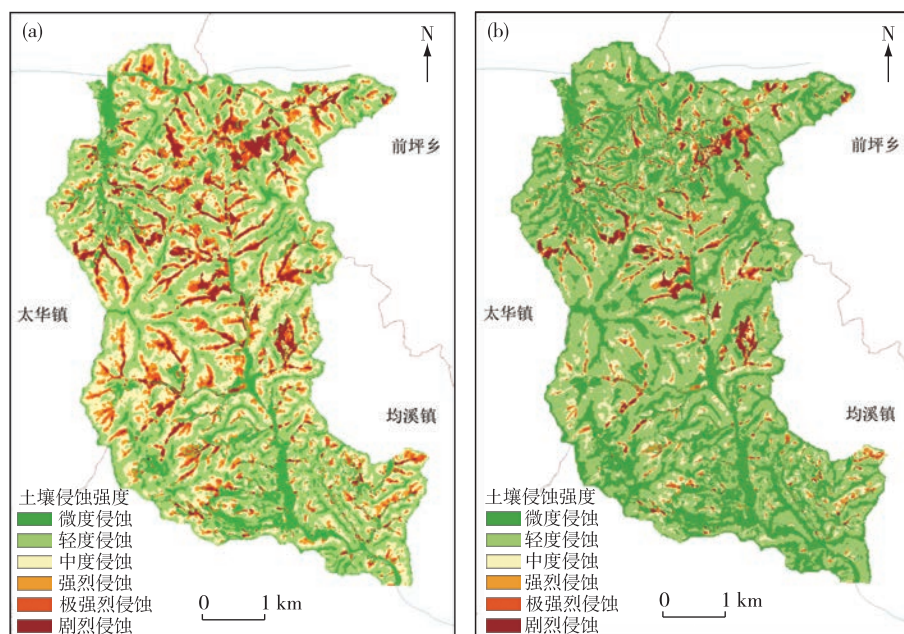 (a)
N
前坪乡
太华镇
均溪镇
土壤侵蚀强度
微度侵蚀
轻度侵蚀
中度侵蚀
强烈侵蚀
极强烈侵蚀
剧烈侵蚀
0 1 km
(b)
N
前坪乡
太华镇
均溪镇
土壤侵蚀强度
微度侵蚀
轻度侵蚀
中度侵蚀
强烈侵蚀
极强烈侵蚀
剧烈侵蚀
0 1 km